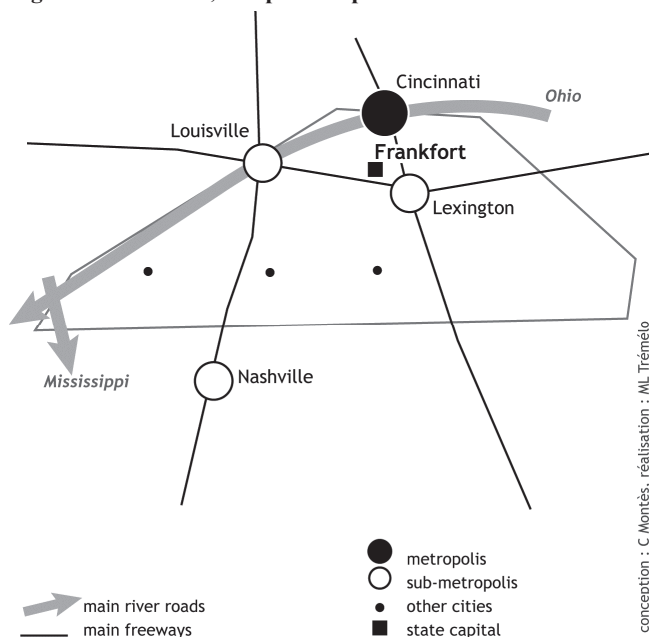 Cincinnati
Ohio
Louisville
Frankfort
Lexington
Nashville
Mississippi
metropolis
sub-metropolis
main river roads
other cities
main freeways
state capital
conception : C Montès. réalisation : ML Trémélo